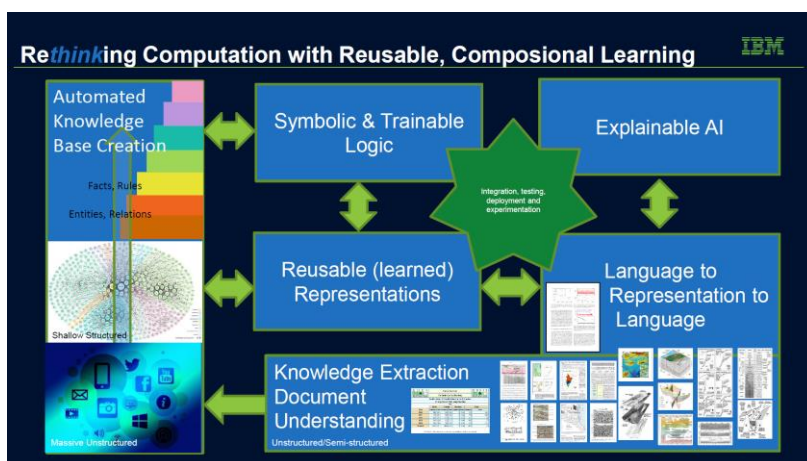 Rethinking Computation with Reusable, Composional Learning
IBM
Automated
Knowledge
Base Creation
Facts, Rules
Entities, Relations
Shallow Structured
Massive Unstructured
Symbolic & Trainable
Logic
Explainable AI
Integration, testing,
deployment and
experimentation
Reusable (learned)
Representations
Language to
Representation to
Language
Knowledge Extraction
Document
Understanding
Unstructured/Semi-structured